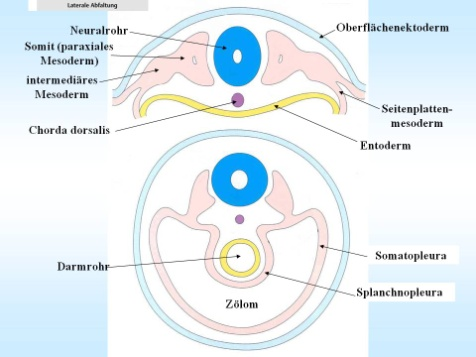 Laterale Abfaltung
Neuralrohr
Somit (paraxiales
Mesoderm)
intermediäres
Mesoderm
Chorda dorsalis
Oberflächenektoderm
Seitenplatten-
mesoderm
Entoderm
Darmrohr
Somatopleura
Splanchnopleura
Zölom